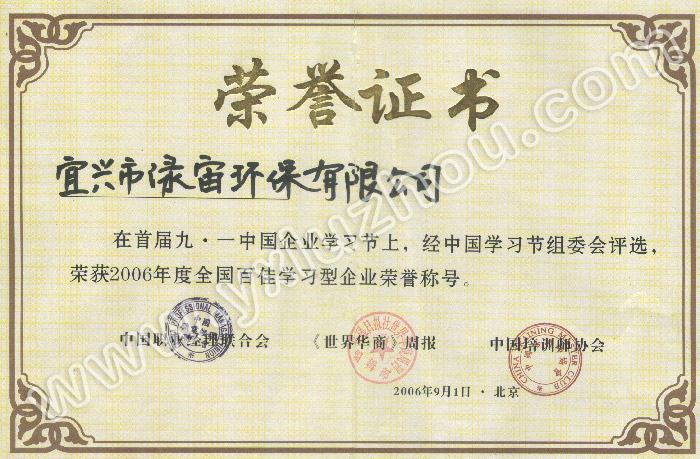 荣誉证书
宜兴市绿宙环保有限公司
在首届九·一中国企业学习节上，经中国学习节组委会评选，
荣获2006年度全国百佳学习型企业荣誉称号。
中国职业经理联合会 《世界华商》周报 中国培训师协会
2006年9月1日·北京
www.yxluzhou.com